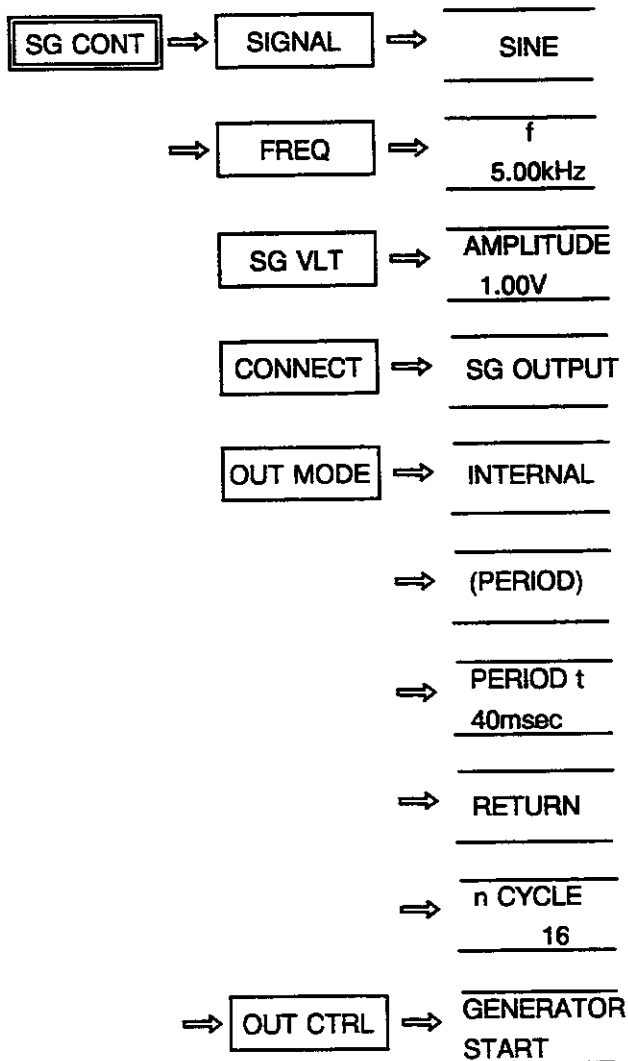 SG CONT ⇒ SIGNAL ⇒ SINE
⇒ FREQ ⇒ f
5.00kHz
SG VLT ⇒ AMPLITUDE
1.00V
CONNECT ⇒ SG OUTPUT
OUT MODE ⇒ INTERNAL
⇒ (PERIOD)
⇒ PERIOD t
40msec
⇒ RETURN
⇒ n CYCLE
16
⇒ OUT CTRL ⇒ GENERATOR
START